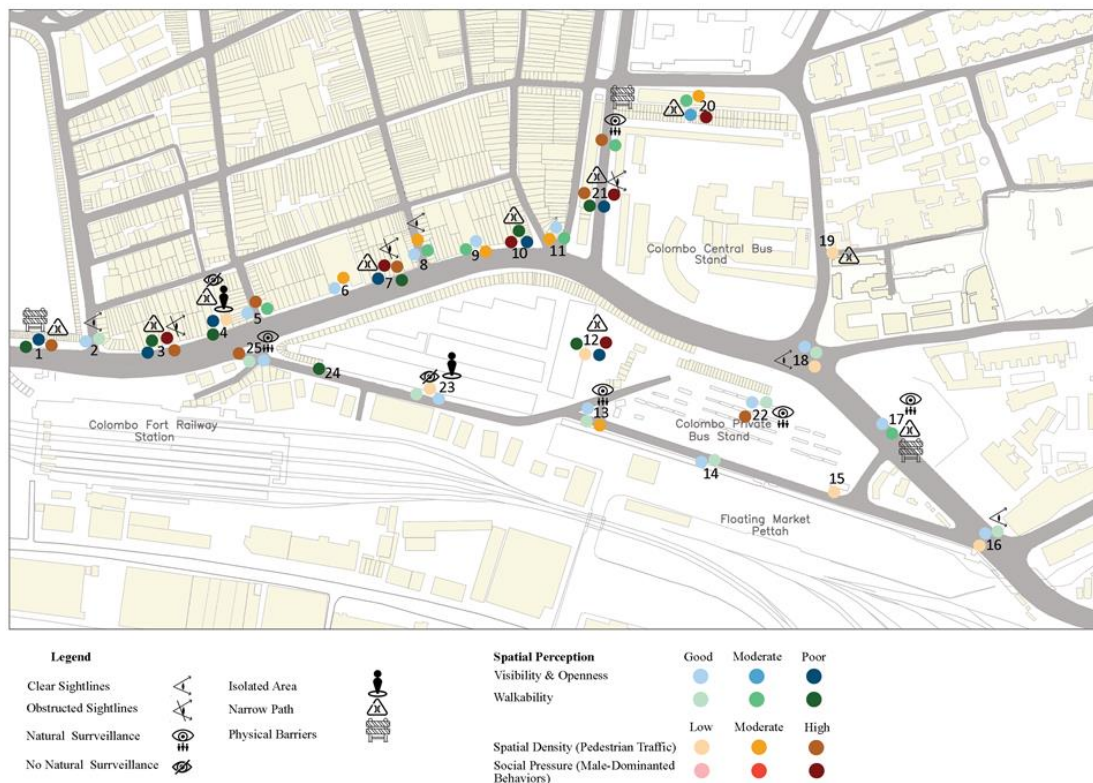 20
21
19
Colombo Central Bus
Stand
11
10
9
8
7
6
5
4
3
2
1
25
24
23
12
13
18
17
22
Colombo Private
Bus Stand
Colombo Fort Railway
Station
14
15
16
Floating Market
Pettah
Legend
Clear Sightlines
Obstructed Sightlines
Natural Surrveillance
No Natural Surrveillance
Isolated Area
Narrow Path
Physical Barriers
Spatial Perception Good Moderate Poor
Visibility & Openness
Walkability
Low Moderate High
Spatial Density (Pedestrian Traffic)
Social Pressure (Male-Dominanted
Behaviors)